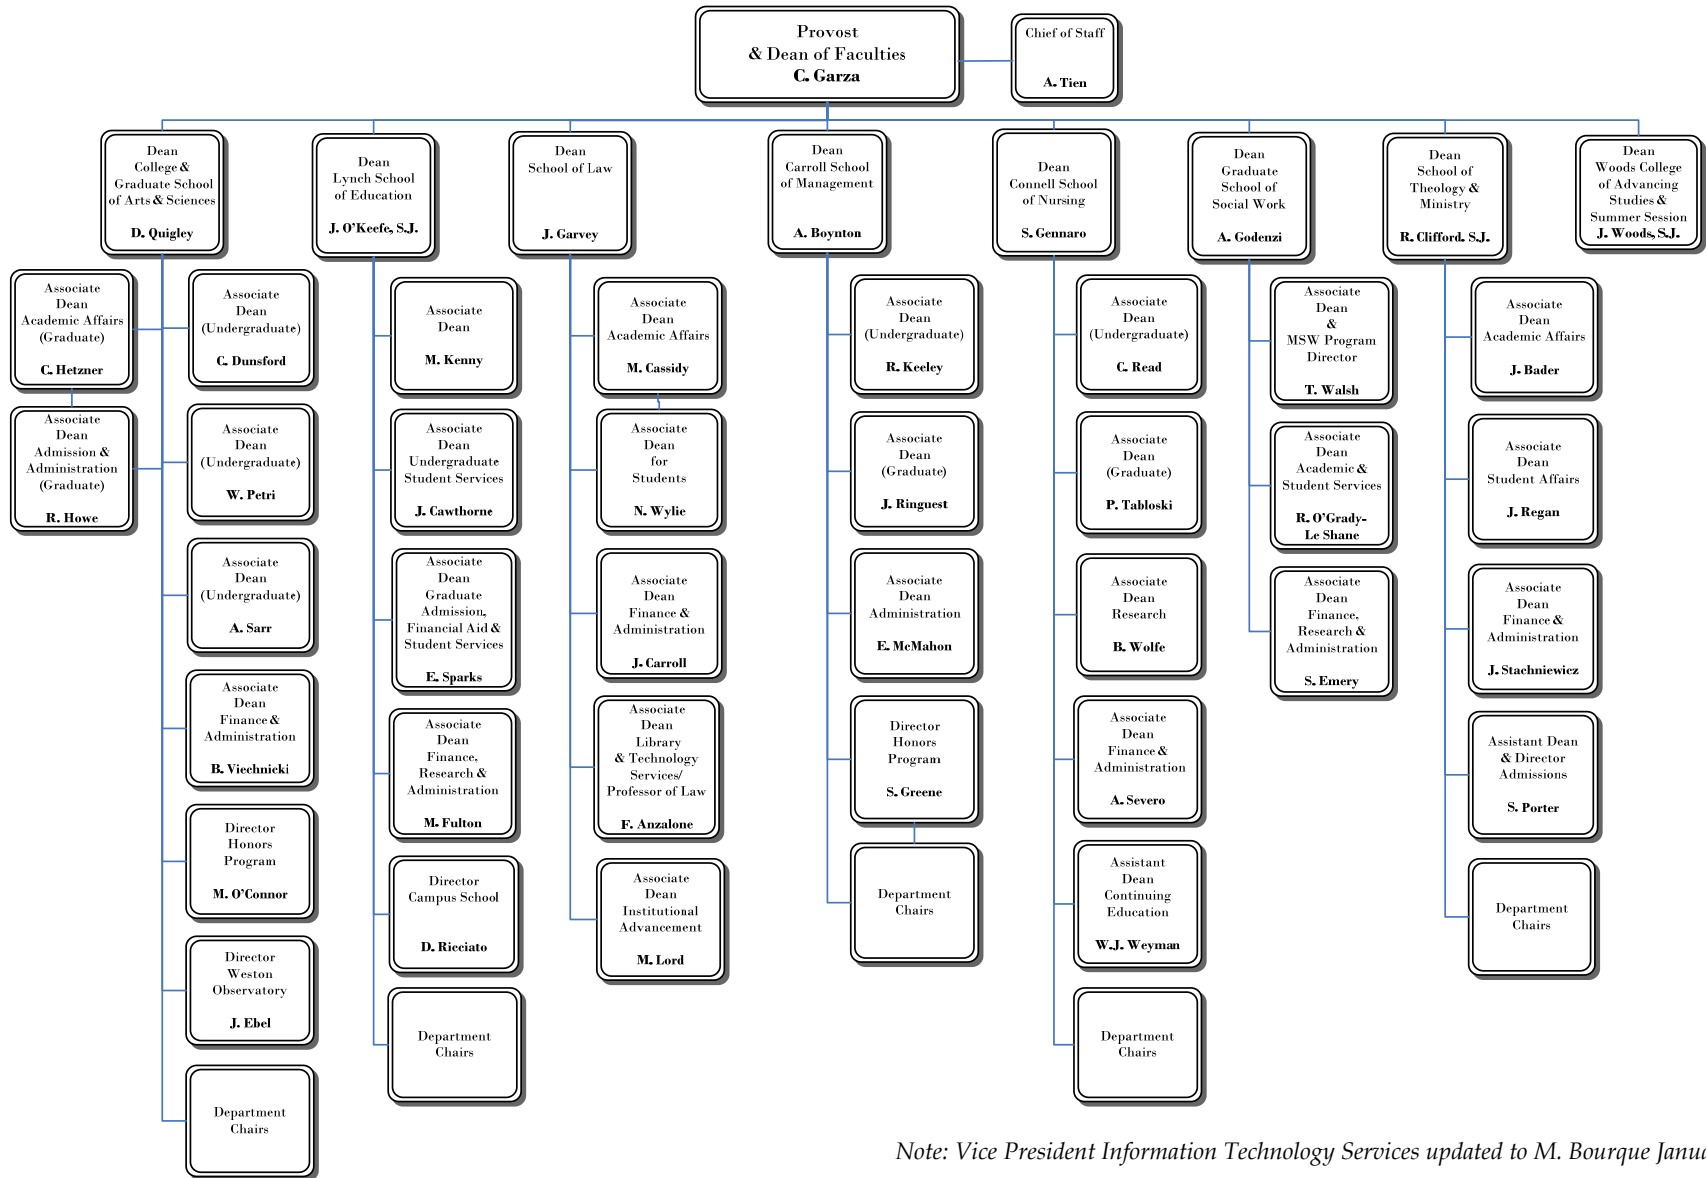 Provost
& Dean of Faculties
C. Garza
Chief of Staff
A. Tien
Dean
College &
Graduate School
of Arts & Sciences
D. Quigley
Dean
Lynch School
of Education
J. O'Keefe, S.J.
Dean
School of Law
J. Garvey
Dean
Carroll School
of Management
A. Boynton
Dean
Connell School
of Nursing
S. Gennaro
Dean
Graduate
School of
Social Work
A. Godenzi
Dean
School of
Theology &
Ministry
R. Clifford. S.J.
Dean
Woods College
of Advancing
Studies &
Summer Session
J. Woods, S.J.
Associate
Dean
Academic Affairs
(Graduate)
C. Hetzner
Associate
Dean
Admission &
Administration
(Graduate)
R. Howe
Associate
Dean
(Undergraduate)
C. Dunsford
Associate
Dean
(Undergraduate)
W. Petri
Associate
Dean
(Undergraduate)
A. Sarr
Associate
Dean
Finance &
Administration
B. Viechnicki
Director
Honors
Program
M. O'Connor
Director
Weston
Observatory
J. Ebel
Department
Chairs
Associate
Dean
M. Kenny
Associate
Dean
Undergraduate
Student Services
J. Cawthorne
Associate
Dean
Graduate
Admission,
Financial Aid &
Student Services
E. Sparks
Associate
Dean
Finance,
Research &
Administration
M. Fulton
Director
Campus School
D. Ricciato
Department
Chairs
Associate
Dean
Academic Affairs
M. Cassidy
Associate
Dean
for
Students
N. Wylie
Associate
Dean
Finance &
Administration
J. Carroll
Associate
Dean
Library
& Technology
Services/
Professor of Law
F. Anzalone
Associate
Dean
Institutional
Advancement
M. Lord
Associate
Dean
(Undergraduate)
R. Keeley
Associate
Dean
(Graduate)
J. Ringuest
Associate
Dean
Administration
E. McMahon
Director
Honors
Program
S. Greene
Department
Chairs
Associate
Dean
(Undergraduate)
C. Read
Associate
Dean
(Graduate)
P. Tabloski
Associate
Dean
Research
B. Wolfe
Associate
Dean
Finance &
Administration
A. Severo
Assistant
Dean
Continuing
Education
W.J. Weyman
Department
Chairs
Associate
Dean
&
MSW Program
Director
T. Walsh
Associate
Dean
Academic &
Student Services
R. O'Grady-
Le Shane
Associate
Dean
Finance,
Research &
Administration
S. Emery
Associate
Dean
Academic Affairs
J. Bader
Associate
Dean
Student Affairs
J. Regan
Associate
Dean
Finance &
Administration
J. Stachniewicz
Assistant Dean
& Director
Admissions
S. Porter
Department
Chairs
Note: Vice President Information Technology Services updated to M. Bourque Janua